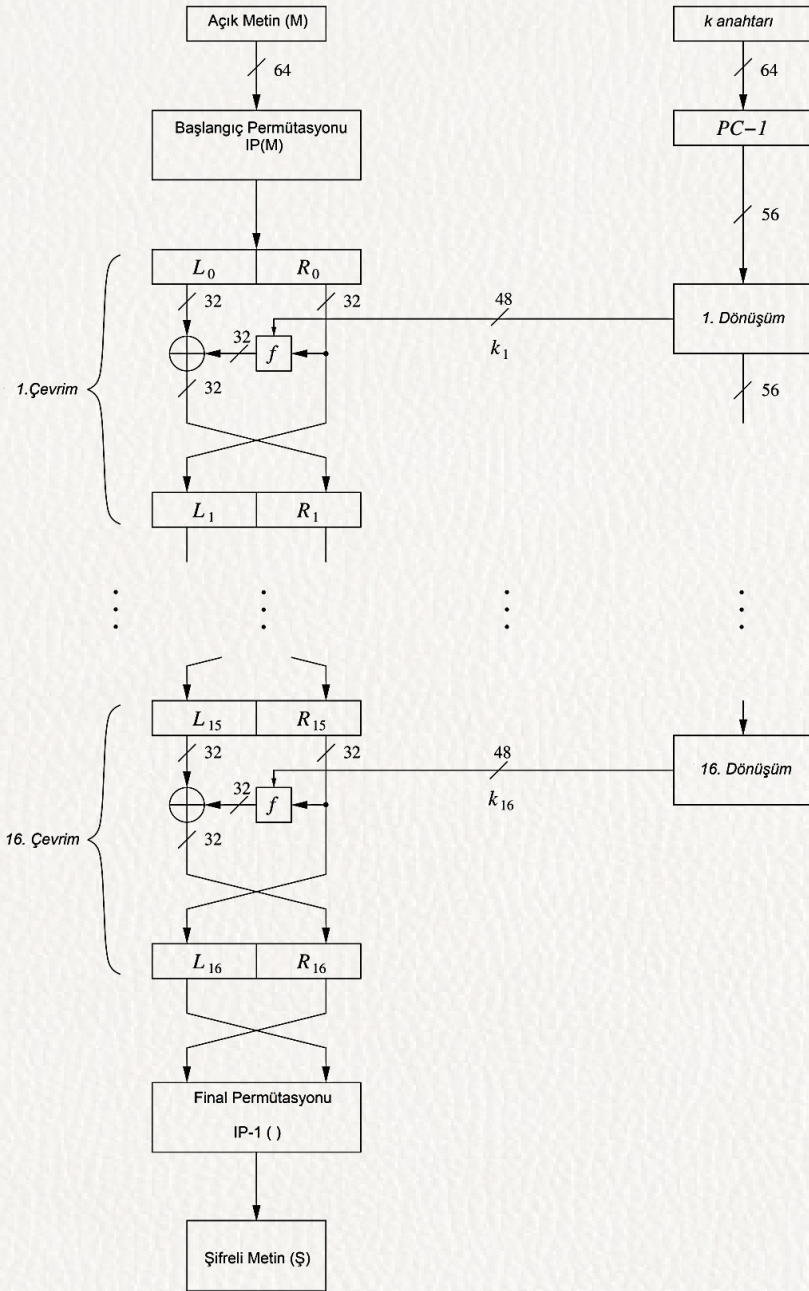 Açık Metin (M)
k anahtarı
64
64
Başlangıç Permütasyonu
IP(M)
PC-1
56
L0
R0
32
32
48
1. Dönüşüm
32
f
k1
32
56
1.Çevrim
L1
R1
L15
R15
32
32
48
16. Dönüşüm
32
f
k16
32
16. Çevrim
L16
R16
Final Permütasyonu
IP-1 ( )
Şifreli Metin (Ş)